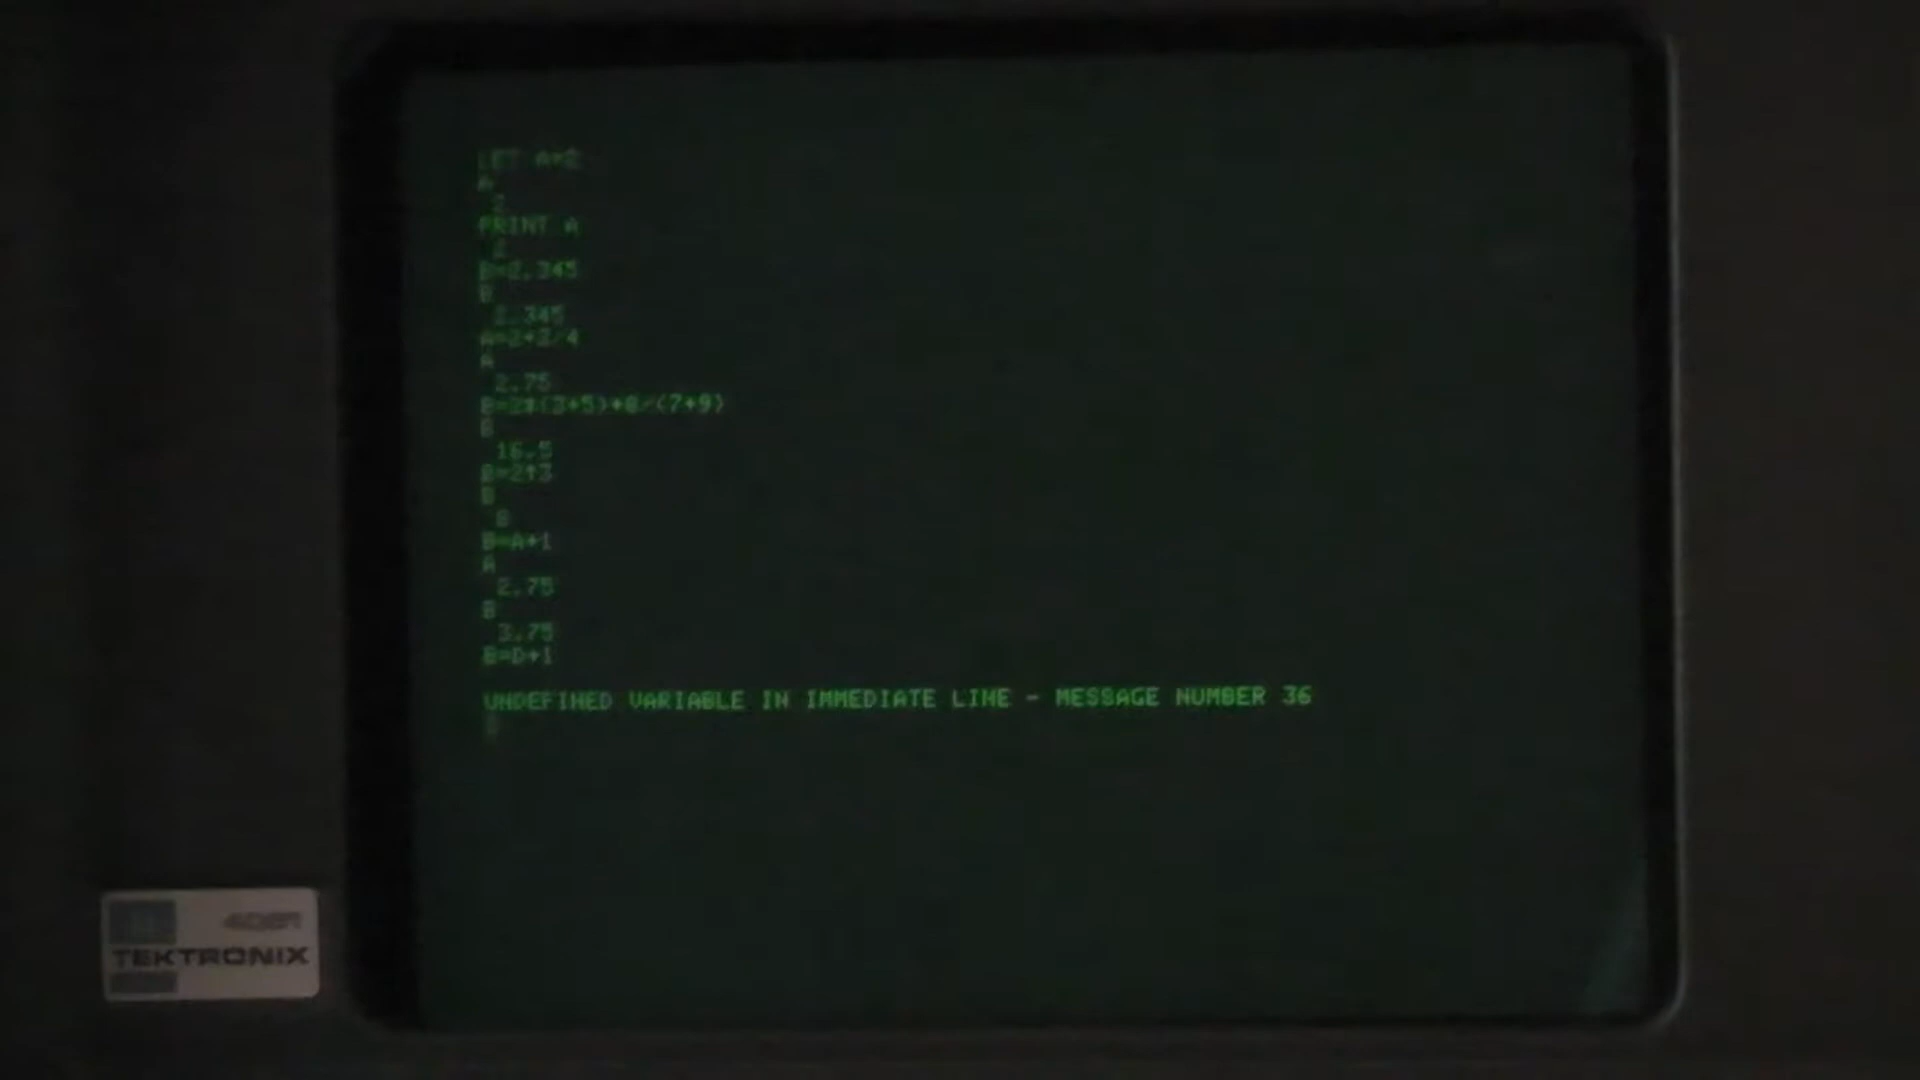 LET A=2
A
2
PRINT A
2
B=2.345
B
2.345
A=2+3/4
A
2.75
B=2*(3+5)+8/(7+9)
B
16.5
B=2↑3
B
8
B=A+1
A
2.75
B
3.75
B=D+1
UNDEFINED VARIABLE IN IMMEDIATE LINE - MESSAGE NUMBER 36
4051
TEKTRONIX